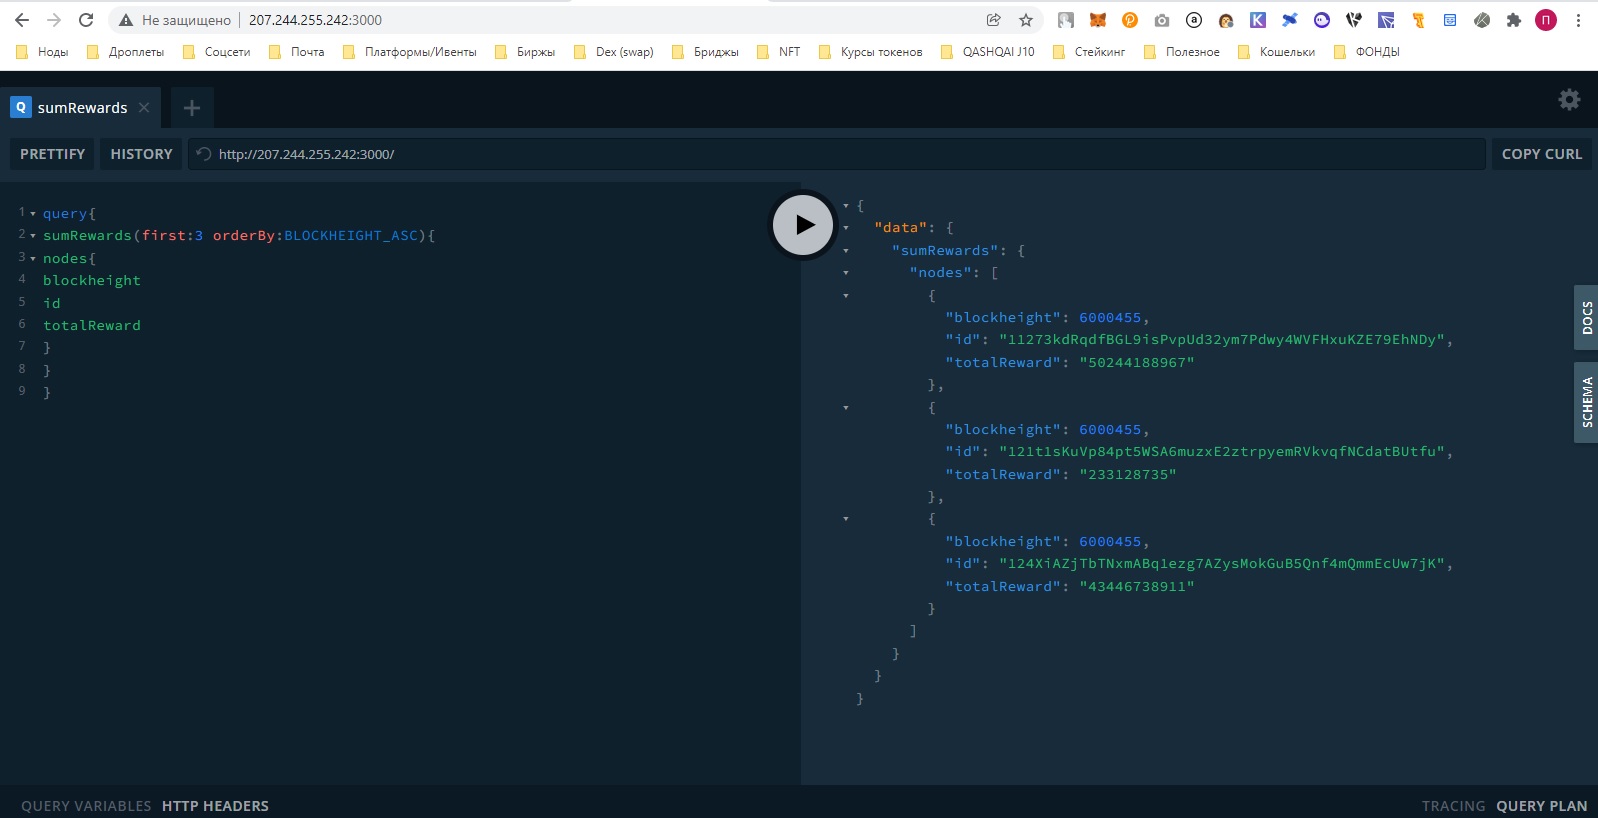 Не защищено 207.244.255.242:3000
Ноды Дроплеты Соцсети Почта Платформы/Ивенты Биржы Dex (swap) Бриджы NFT Курсы токенов QASHQAI J10 Стейкинг Полезное Кошельки ФОНДЫ
Q sumRewards
PRETTIFY HISTORY http://207.244.255.242:3000/ COPY CURL
1 query{
2 sumRewards(first:3 orderBy:BLOCKHEIGHT_ASC){
3 nodes{
4 blockheight
5 id
6 totalReward
7 }
8 }
9 }
{
"data": {
"sumRewards": {
"nodes": [
{
"blockheight": 6000455,
"id": "11273kdRqdfBGL9isPvpUd32ym7Pdwy4WVFHxuKZE79EhNDy",
"totalReward": "50244188967"
},
{
"blockheight": 6000455,
"id": "121t1sKuVp84pt5WSA6muzxE2ztrpyemRVkvqfNCdatBUtfu",
"totalReward": "233128735"
},
{
"blockheight": 6000455,
"id": "124XiAZjTbTNxmABq1ezg7AZysMokGuB5Qnf4mQmmEcUw7jK",
"totalReward": "43446738911"
}
]
}
}
}
DOCS
SCHEMA
QUERY VARIABLES HTTP HEADERS
TRACING QUERY PLAN